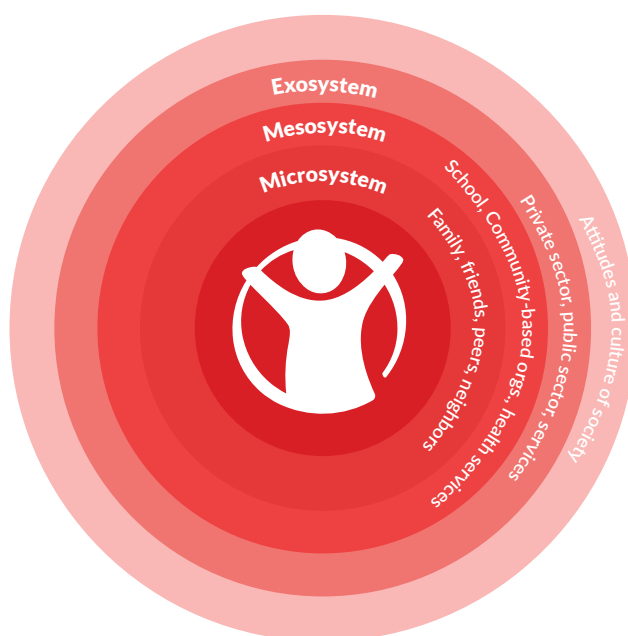 Exosystem
Mesosystem
Microsystem
Family, friends, peers, neighbors
School, Community-based orgs., health services
Private sector, public sector, services
Attitudes and culture of society